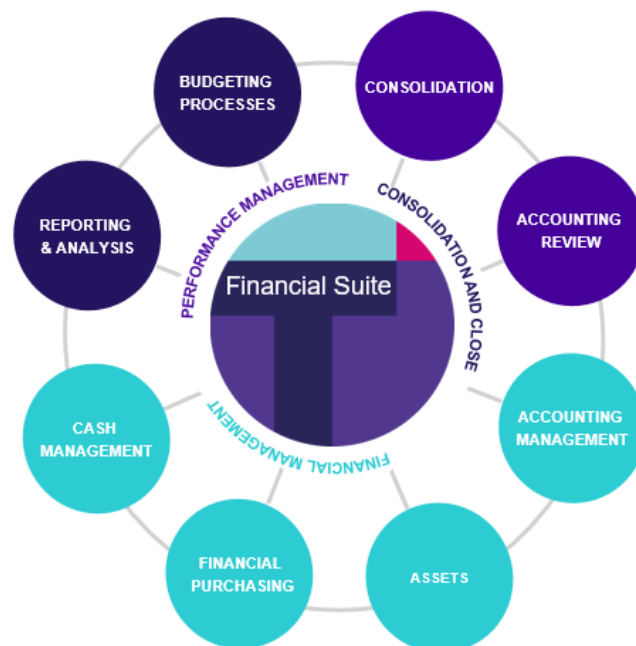 BUDGETING
PROCESSES
CONSOLIDATION
REPORTING
& ANALYSIS
ACCOUNTING
REVIEW
PERFORMANCE MANAGEMENT
CONSOLIDATION AND CLOSE
Financial Suite
FINANCIAL MANAGEMENT
CASH
MANAGEMENT
ACCOUNTING
MANAGEMENT
FINANCIAL
PURCHASING
ASSETS